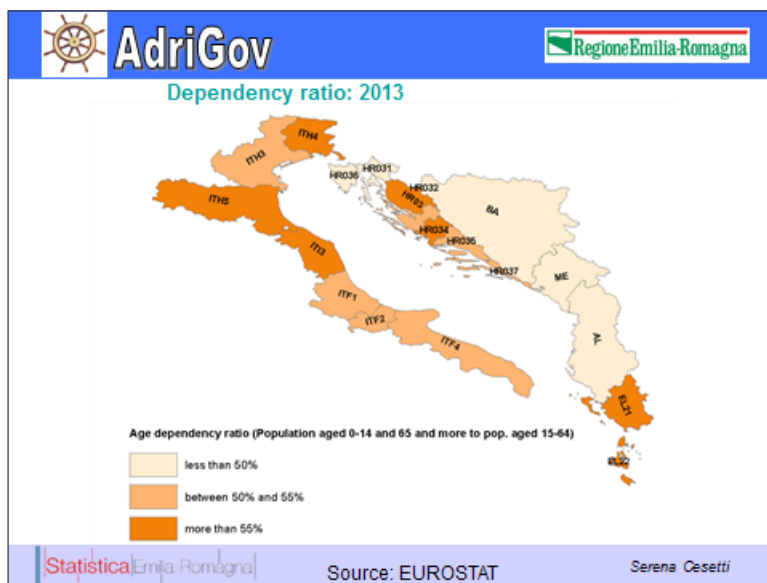 AdriGov
RegioneEmilia-Romagna
Dependency ratio: 2013
ITH4
ITH3
HR036
HR031
HR032
HR03
ITH5
BA
HR034
HR035
ITI3
HR037
ME
ITF1
ITF2
ITF4
AL
EL21
EL22
Age dependency ratio (Population aged 0-14 and 65 and more to pop. aged 15-64)
less than 50%
between 50% and 55%
more than 55%
Statistica Emilia-Romagna
Source: EUROSTAT
Serena Cesetti